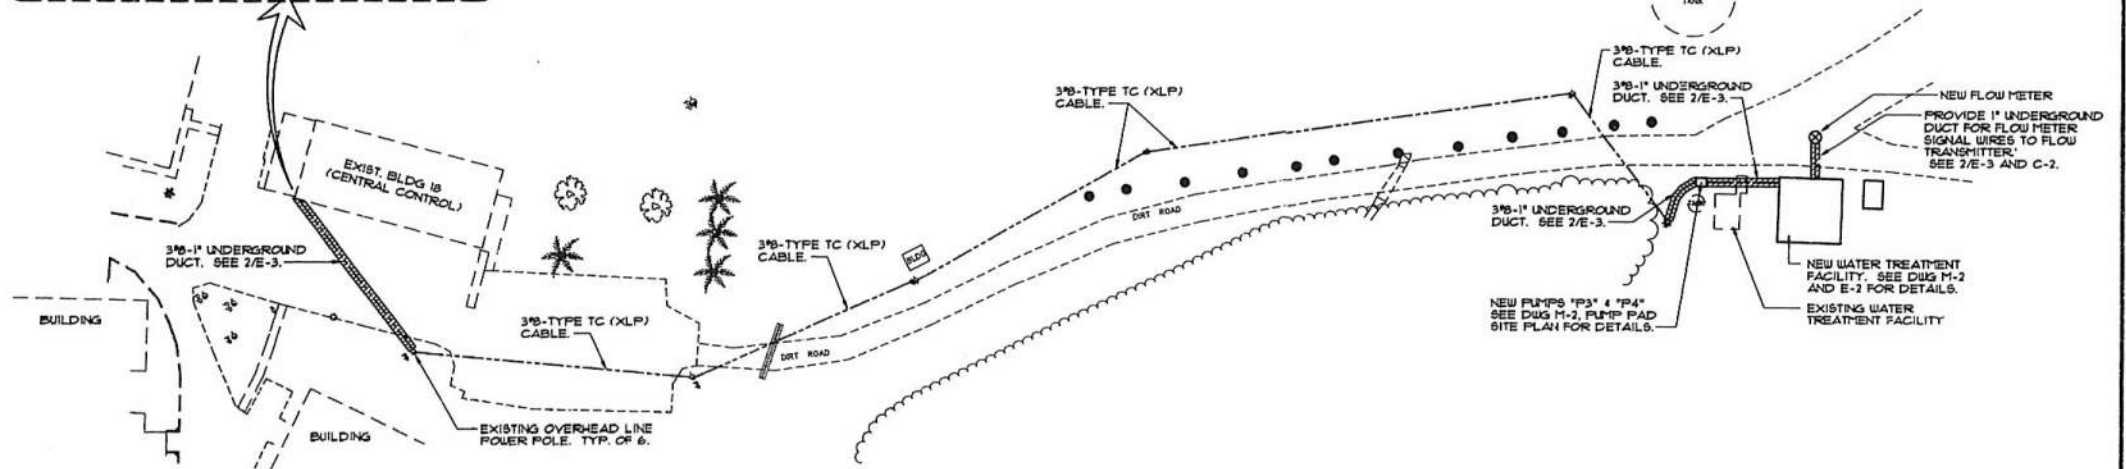 TANK
3#8-TYPE TC (XLP)
CABLE.
3#8-1" UNDERGROUND
DUCT. SEE 2/E-3.
3#8-TYPE TC (XLP)
CABLE.
NEW FLOW METER
PROVIDE 1" UNDERGROUND
DUCT FOR FLOW METER
SIGNAL WIRES TO FLOW
TRANSMITTER.
SEE 2/E-3 AND C-2.
EXIST. BLDG 18
(CENTRAL CONTROL)
DIRT ROAD
3#8-1" UNDERGROUND
DUCT. SEE 2/E-3.
3#8-1" UNDERGROUND
DUCT. SEE 2/E-3.
3#8-TYPE TC (XLP)
CABLE.
BLDG
NEW WATER TREATMENT
FACILITY. SEE DWG M-2
AND E-2 FOR DETAILS.
NEW PUMPS "P3" & "P4"
SEE DWG M-2, PUMP PAD
SITE PLAN FOR DETAILS.
EXISTING WATER
TREATMENT FACILITY
BUILDING
3#8-TYPE TC (XLP)
CABLE.
DIRT ROAD
EXISTING OVERHEAD LINE
POWER POLE. TYP. OF 6.
BUILDING